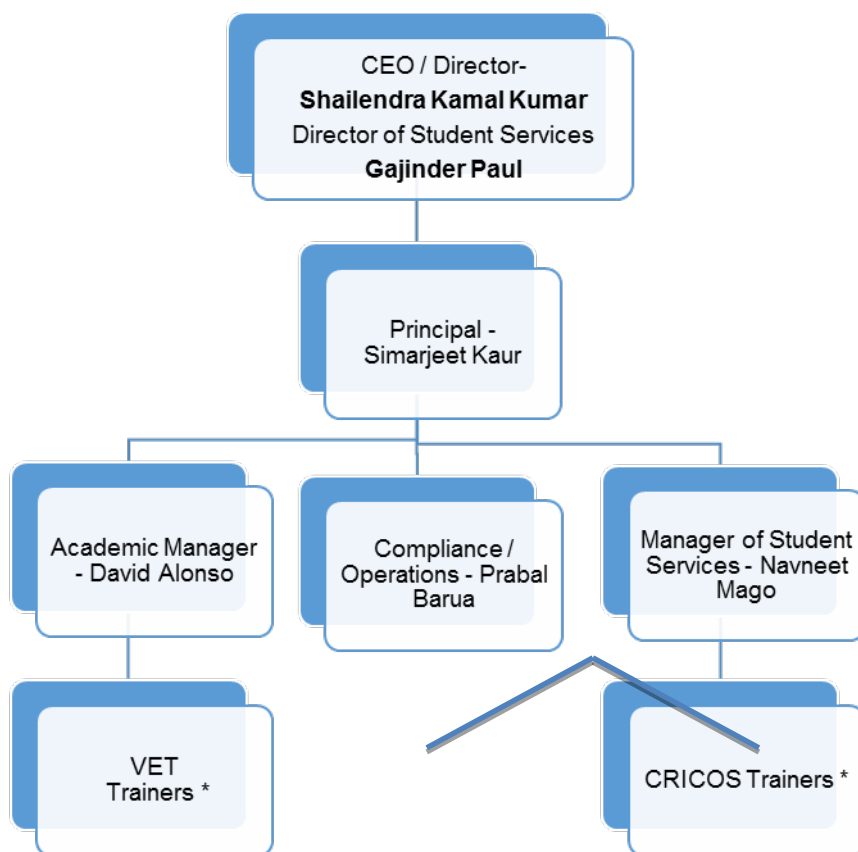 CEO / Director-
Shailendra Kamal Kumar
Director of Student Services
Gajinder Paul
Principal -
Simarjeet Kaur
Academic Manager
- David Alonso
Compliance /
Operations - Prabal
Barua
Manager of Student
Services - Navneet
Mago
VET
Trainers *
CRICOS Trainers *